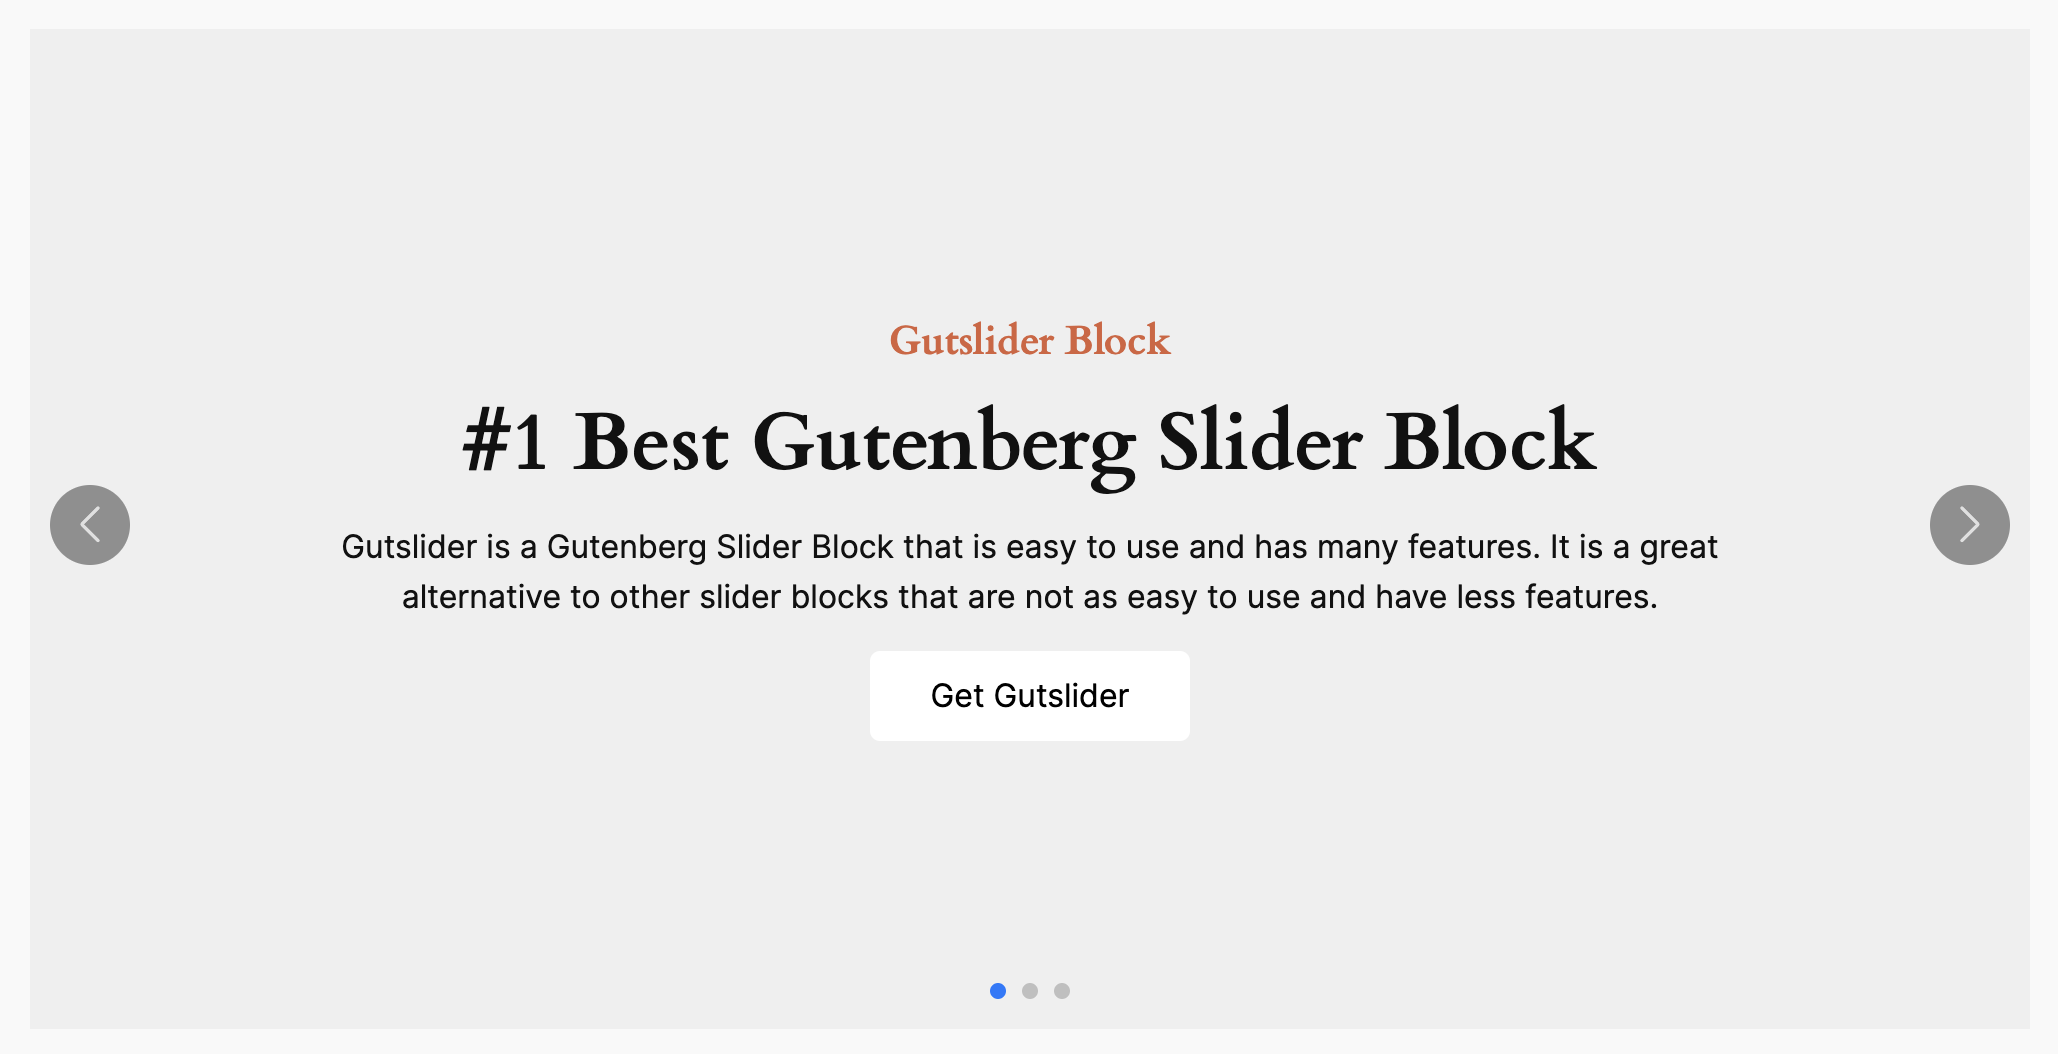 Gutslider Block
#1 Best Gutenberg Slider Block
Gutslider is a Gutenberg Slider Block that is easy to use and has many features. It is a great
alternative to other slider blocks that are not as easy to use and have less features.
Get Gutslider